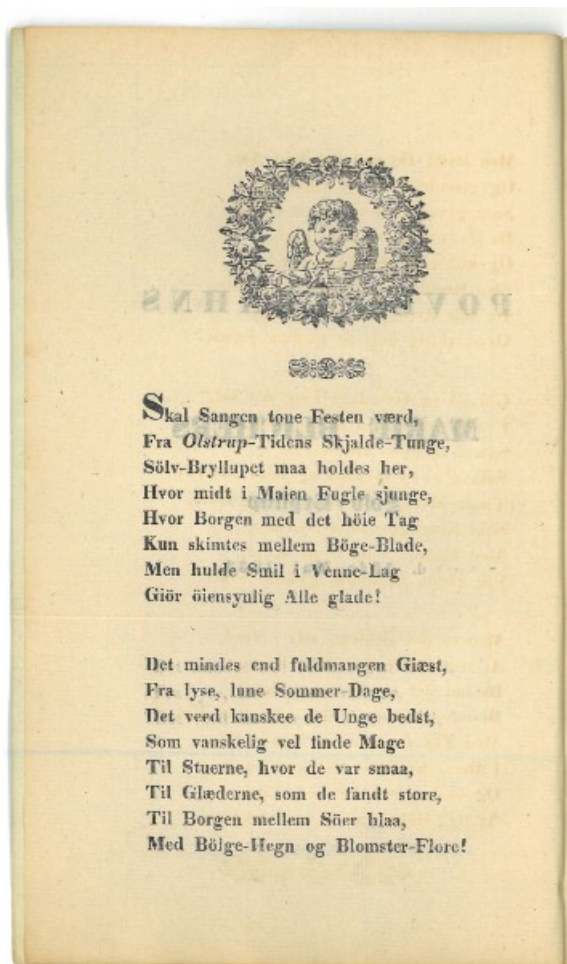 Skal Sangen tone Festen værd,
Fra Olstrup-Tidens Skjalde-Tunge,
Sölv-Bryllupet maa holdes her,
Hvor midt i Maien Fugle sjunge,
Hvor Borgen med det höie Tag
Kun skimtes mellem Böge-Blade,
Men hulde Smil i Venne-Lag
Giör öiensynlig Alle glade!
Det mindes end fuldmangen Giæst,
Fra lyse, lune Sommer-Dage,
Det veed kanskee de Unge bedst,
Som vanskelig vel finde Mage
Til Stuerne, hvor de var smaa,
Til Glæderne, som de fandt store,
Til Borgen mellem Söer blaa,
Med Bölge-Hegn og Blomster-Flore!